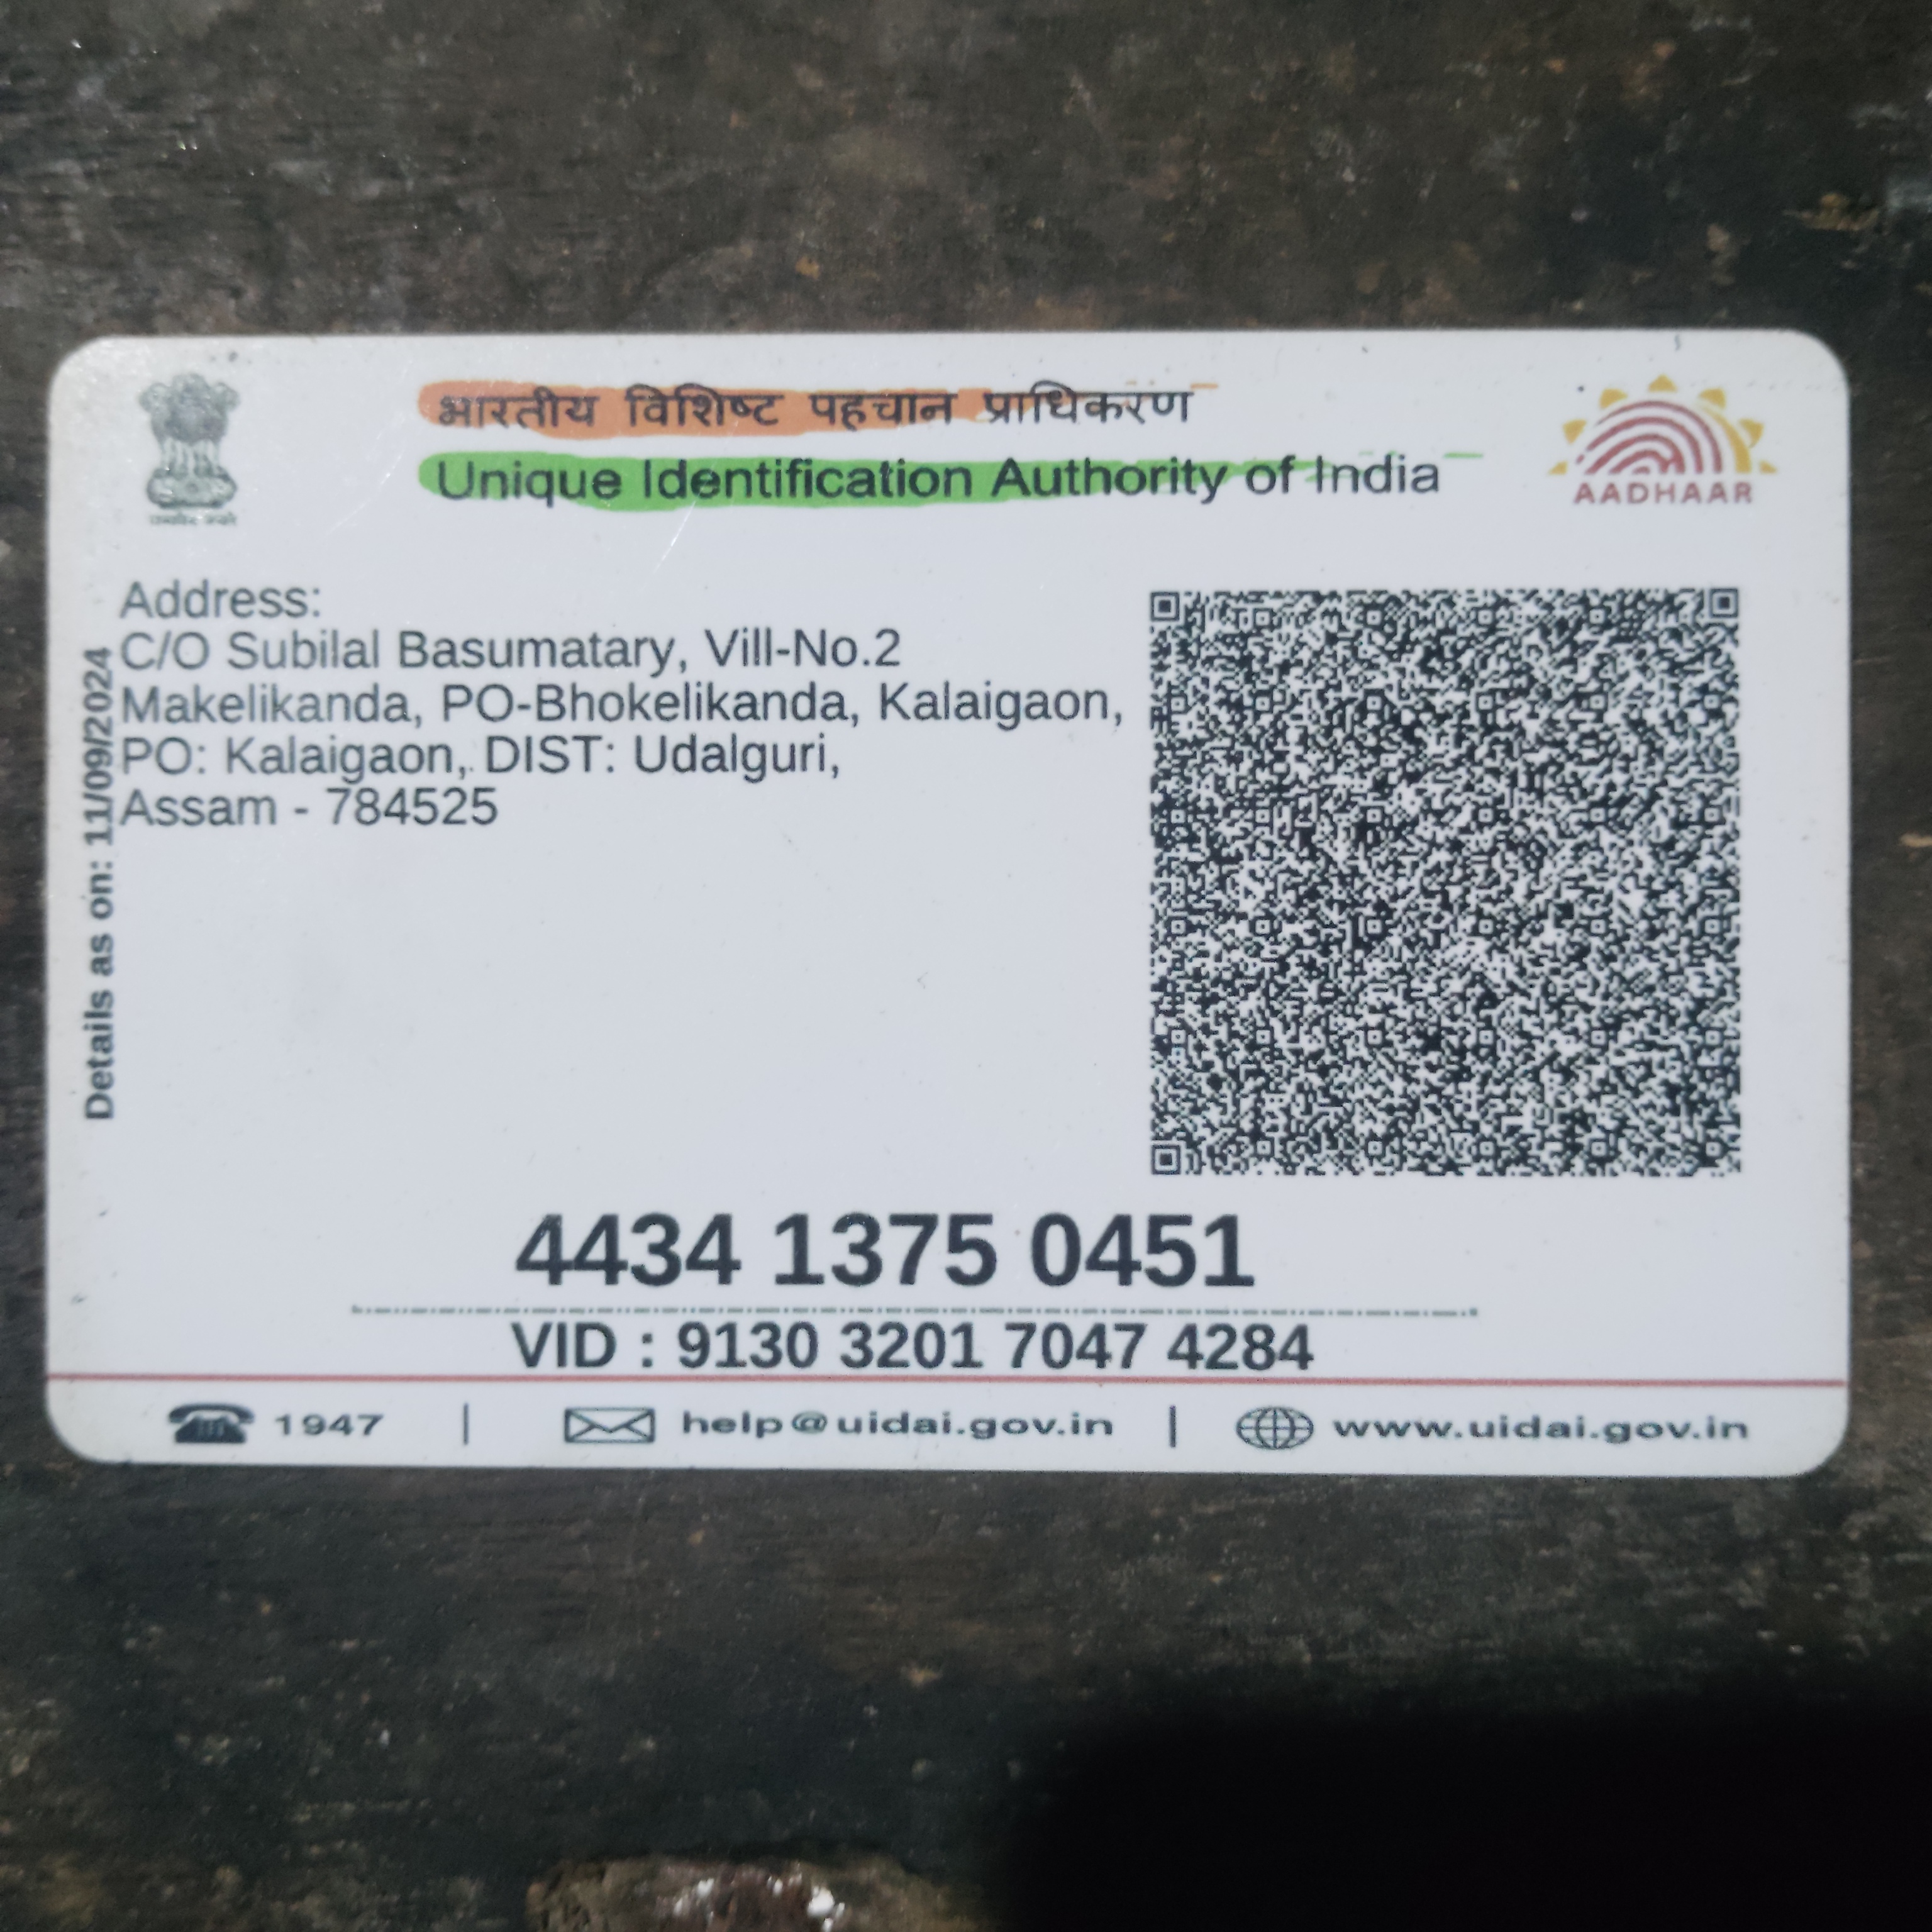 भारतीय विशिष्ट पहचान प्राधिकरण
Unique Identification Authority of India
AADHAAR
Details as on: 11/09/2024
Address:
C/O Subilal Basumatary, Vill-No.2
Makelikanda, PO-Bhokelikanda, Kalaigaon,
PO: Kalaigaon, DIST: Udalguri,
Assam - 784525
4434 1375 0451
VID : 9130 3201 7047 4284
1947 | help@uidai.gov.in | www.uidai.gov.in